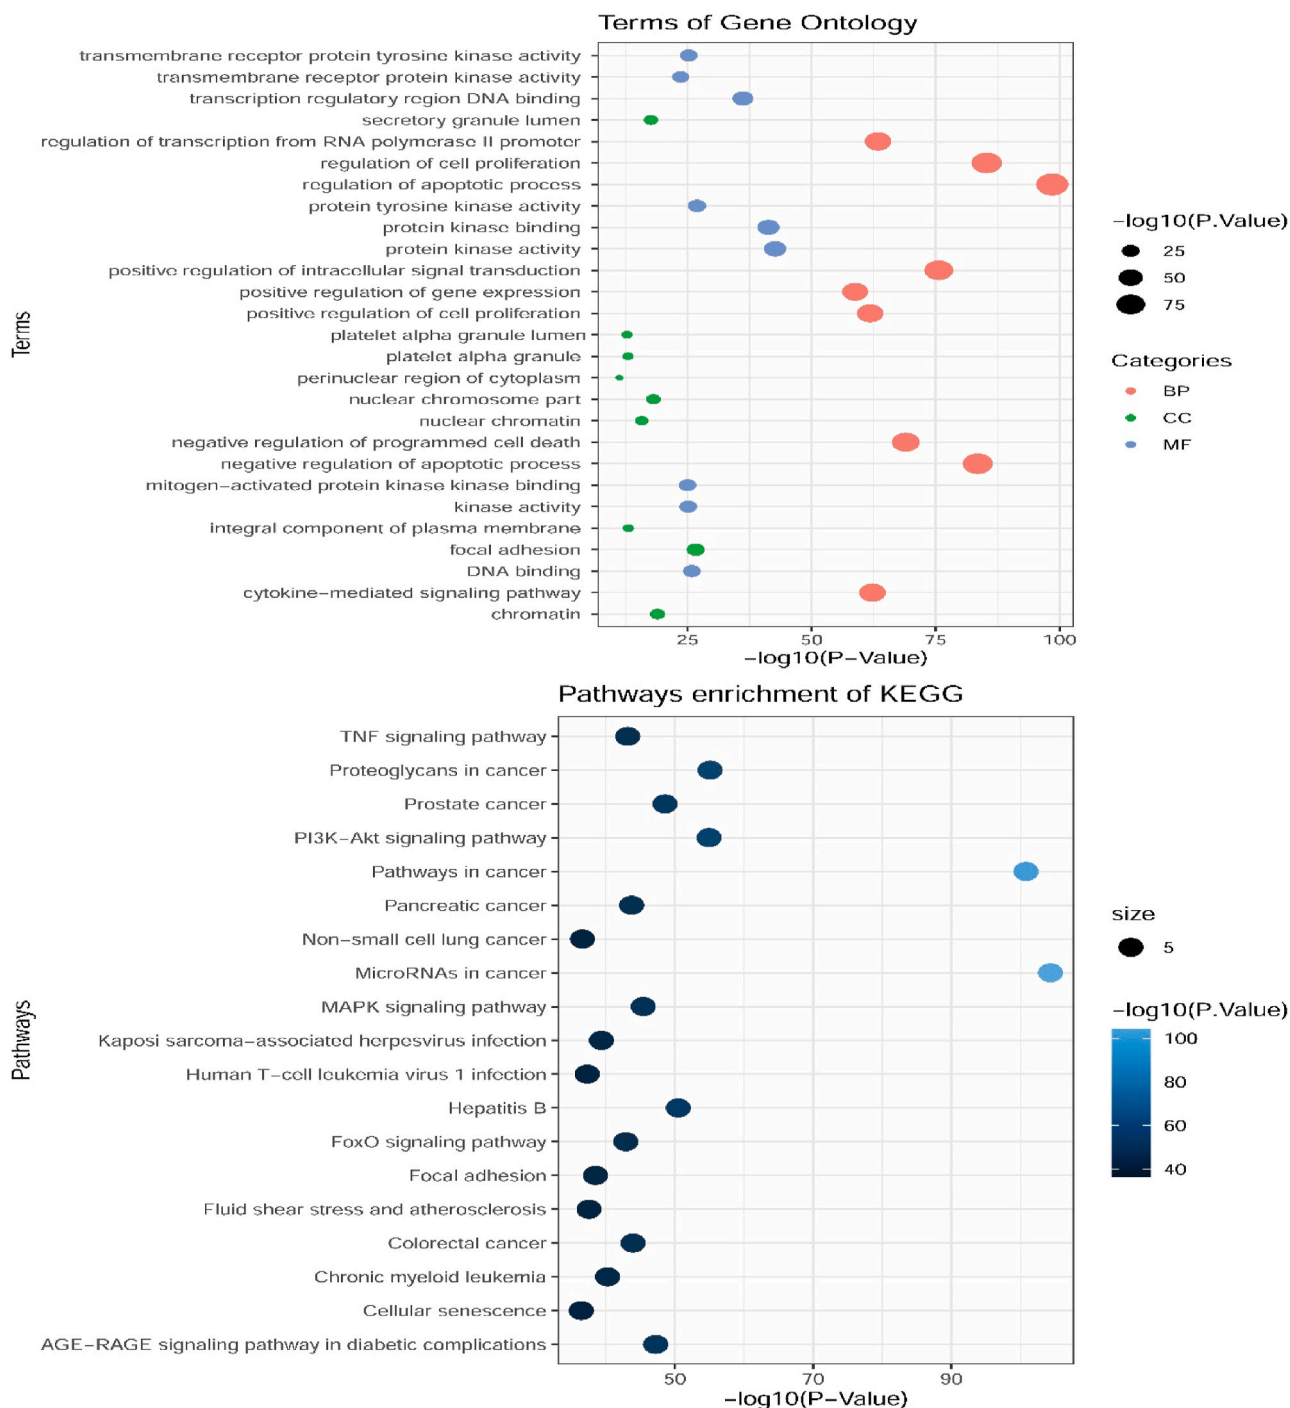 Terms of Gene Ontology
transmembrane receptor protein tyrosine kinase activity
transmembrane receptor protein kinase activity
transcription regulatory region DNA binding
secretory granule lumen
regulation of transcription from RNA polymerase II promoter
regulation of cell proliferation
regulation of apoptotic process
protein tyrosine kinase activity
protein kinase binding
protein kinase activity
positive regulation of intracellular signal transduction
positive regulation of gene expression
positive regulation of cell proliferation
platelet alpha granule lumen
platelet alpha granule
perinuclear region of cytoplasm
nuclear chromosome part
nuclear chromatin
negative regulation of programmed cell death
negative regulation of apoptotic process
mitogen−activated protein kinase kinase binding
kinase activity
integral component of plasma membrane
focal adhesion
DNA binding
cytokine−mediated signaling pathway
chromatin
Terms
25 50 75 100
−log10(P−Value)
−log10(P.Value)
25
50
75
Categories
BP
CC
MF
Pathways enrichment of KEGG
TNF signaling pathway
Proteoglycans in cancer
Prostate cancer
PI3K−Akt signaling pathway
Pathways in cancer
Pancreatic cancer
Non−small cell lung cancer
MicroRNAs in cancer
MAPK signaling pathway
Kaposi sarcoma−associated herpesvirus infection
Human T−cell leukemia virus 1 infection
Hepatitis B
FoxO signaling pathway
Focal adhesion
Fluid shear stress and atherosclerosis
Colorectal cancer
Chronic myeloid leukemia
Cellular senescence
AGE−RAGE signaling pathway in diabetic complications
Pathways
50 70 90
−log10(P−Value)
size
5
−log10(P.Value)
100
80
60
40